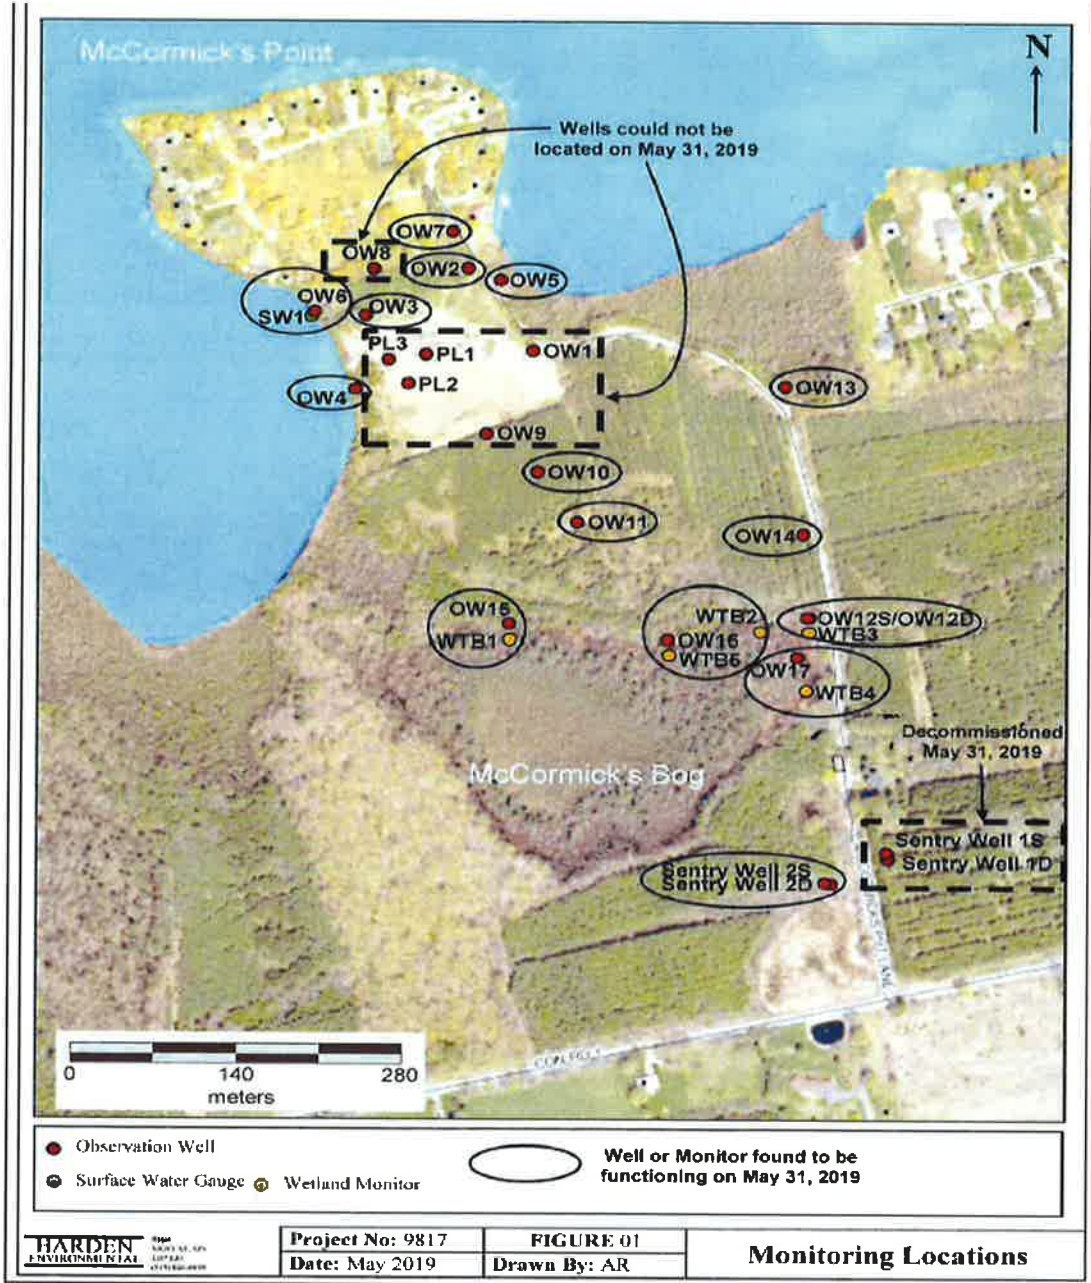 McCormick's Point
N
Wells could not be
located on May 31, 2019
OW7
OW8
OW2
OW5
OW6
SW1
OW3
PL3
PL1
OW1
PL2
OW4
OW13
OW9
OW10
OW11
OW14
OW15
WTB1
WTB2
OW16
WTB5
OW12S/OW12D
WTB3
OW17
WTB4
Decommissioned
May 31, 2019
McCormick's Bog
Sentry Well 1S
Sentry Well 1D
Sentry Well 2S
Sentry Well 2D
0 140 280
meters
Observation Well
Surface Water Gauge
Wetland Monitor
Well or Monitor found to be
functioning on May 31, 2019
HARDEN
ENVIRONMENTAL
Project No: 9817
Date: May 2019
FIGURE 01
Drawn By: AR
Monitoring Locations